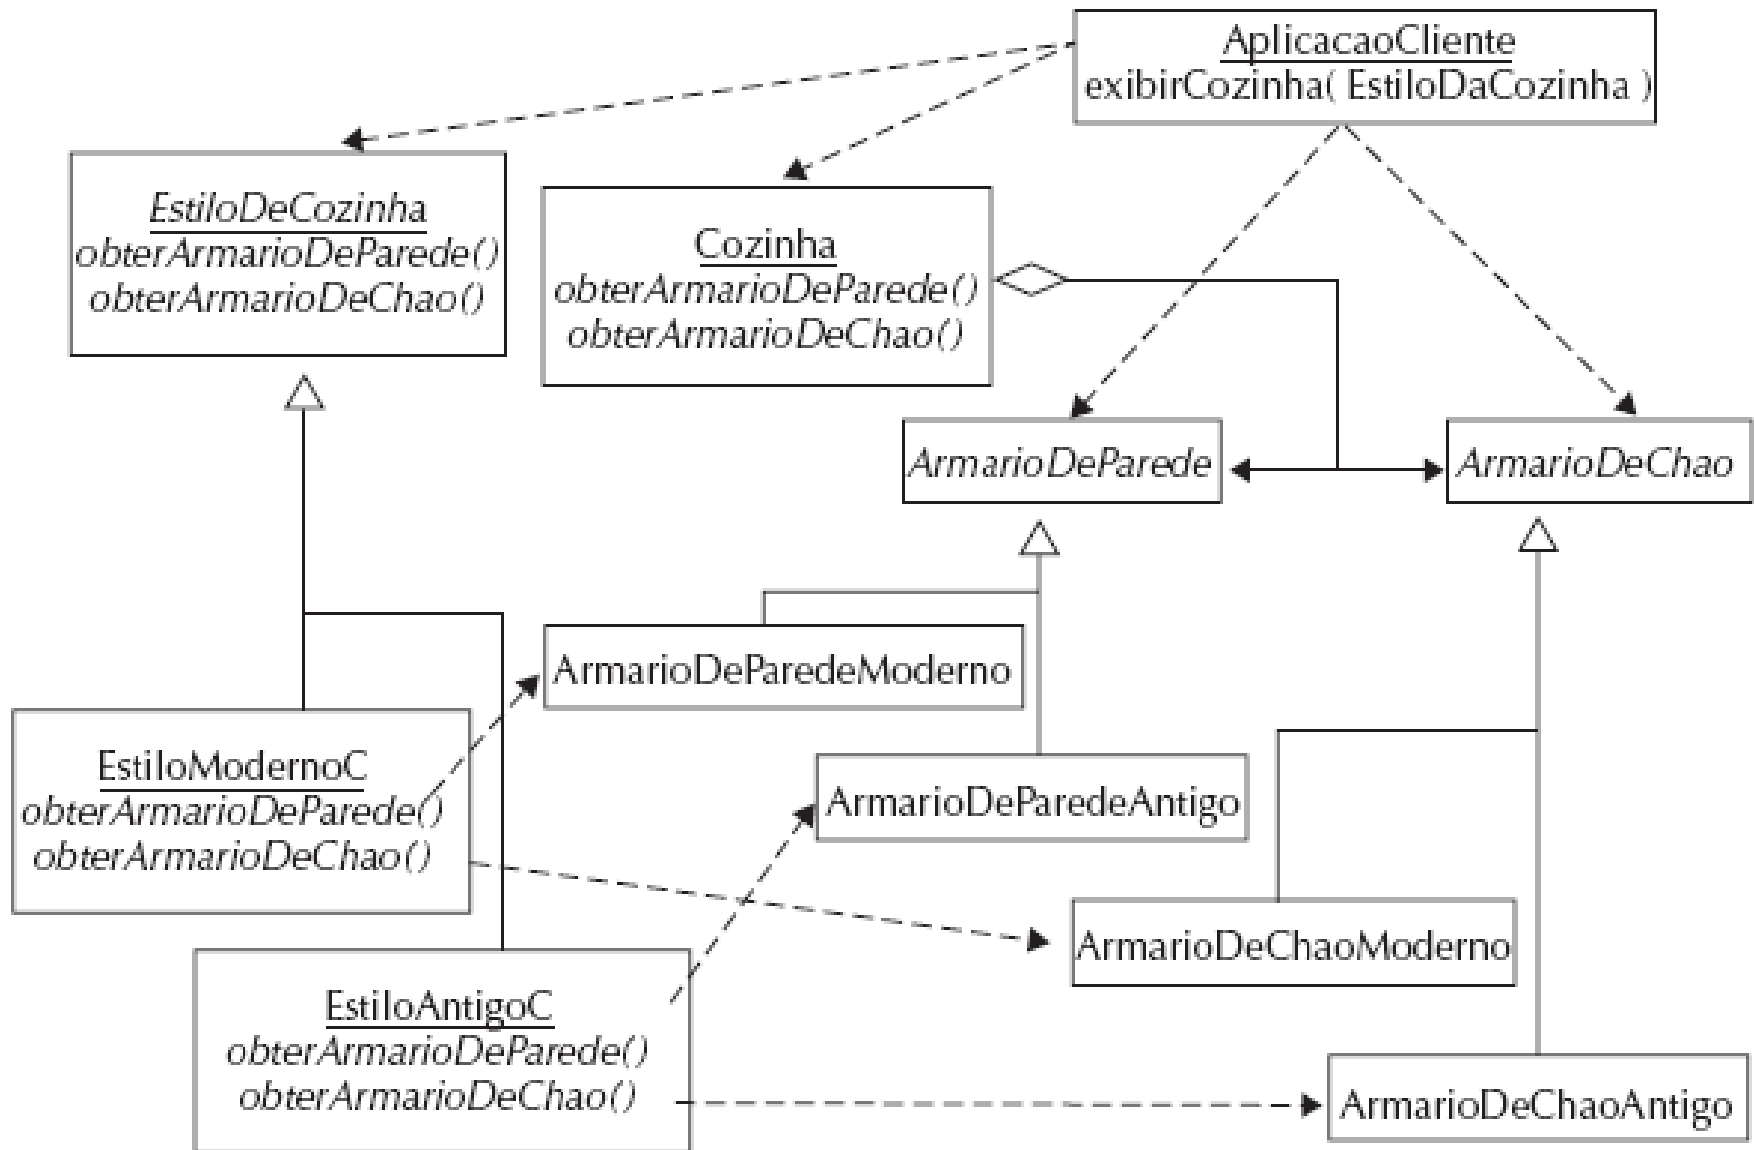 AplicacaoCliente
exibirCozinha( EstiloDaCozinha )
EstiloDeCozinha
obterArmarioDeParede()
obterArmarioDeChao()
Cozinha
obterArmarioDeParede()
obterArmarioDeChao()
ArmarioDeParede
ArmarioDeChao
ArmarioDeParedeModerno
EstiloModernoC
obterArmarioDeParede()
obterArmarioDeChao()
ArmarioDeParedeAntigo
ArmarioDeChaoModerno
EstiloAntigoC
obterArmarioDeParede()
obterArmarioDeChao()
ArmarioDeChaoAntigo